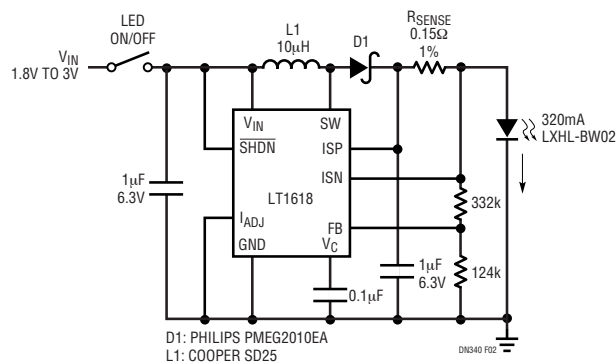 LED
ON/OFF
VIN
1.8V TO 3V
L1
10µH
D1
RSENSE
0.15Ω
1%
320mA
LXHL-BW02
VIN
SW
SHDN
ISP
ISN
LT1618
IADJ
FB
GND
VC
1µF
6.3V
332k
124k
1µF
6.3V
0.1µF
D1: PHILIPS PMEG2010EA
L1: COOPER SD25
DN340 F02